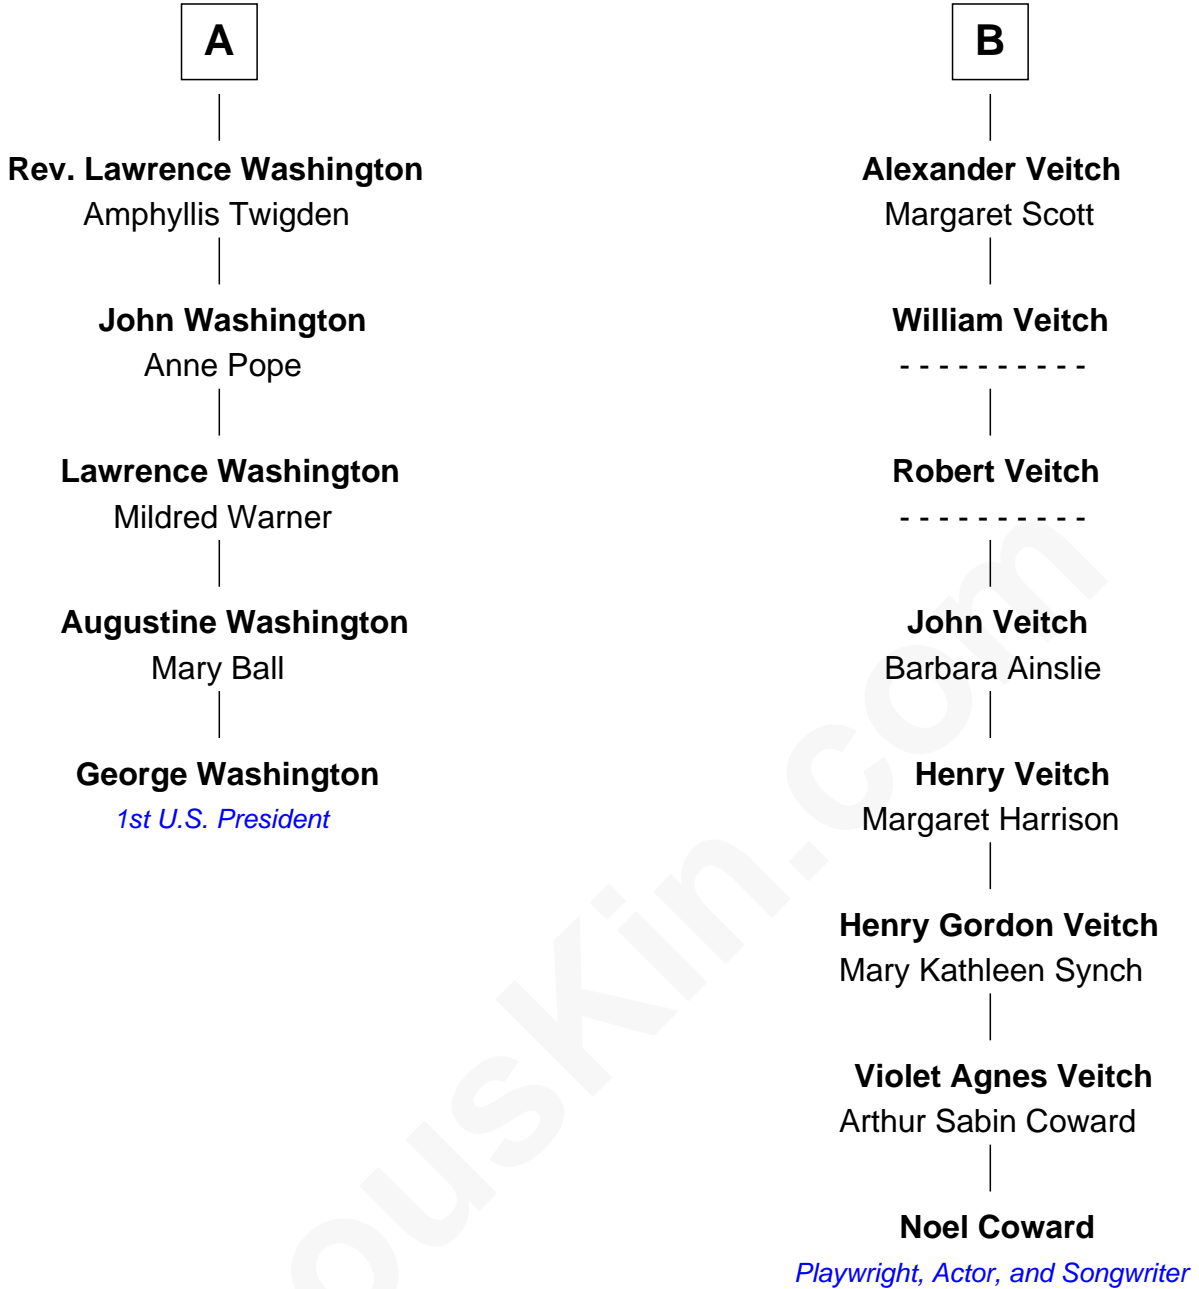 A
Rev. Lawrence Washington
Amphyllis Twigden
John Washington
Anne Pope
Lawrence Washington
Mildred Warner
Augustine Washington
Mary Ball
George Washington
1st U.S. President
B
Alexander Veitch
Margaret Scott
William Veitch
- - - - - - - - - -
Robert Veitch
- - - - - - - - - -
John Veitch
Barbara Ainslie
Henry Veitch
Margaret Harrison
Henry Gordon Veitch
Mary Kathleen Synch
Violet Agnes Veitch
Arthur Sabin Coward
Noel Coward
Playwright, Actor, and Songwriter
ousKin.com